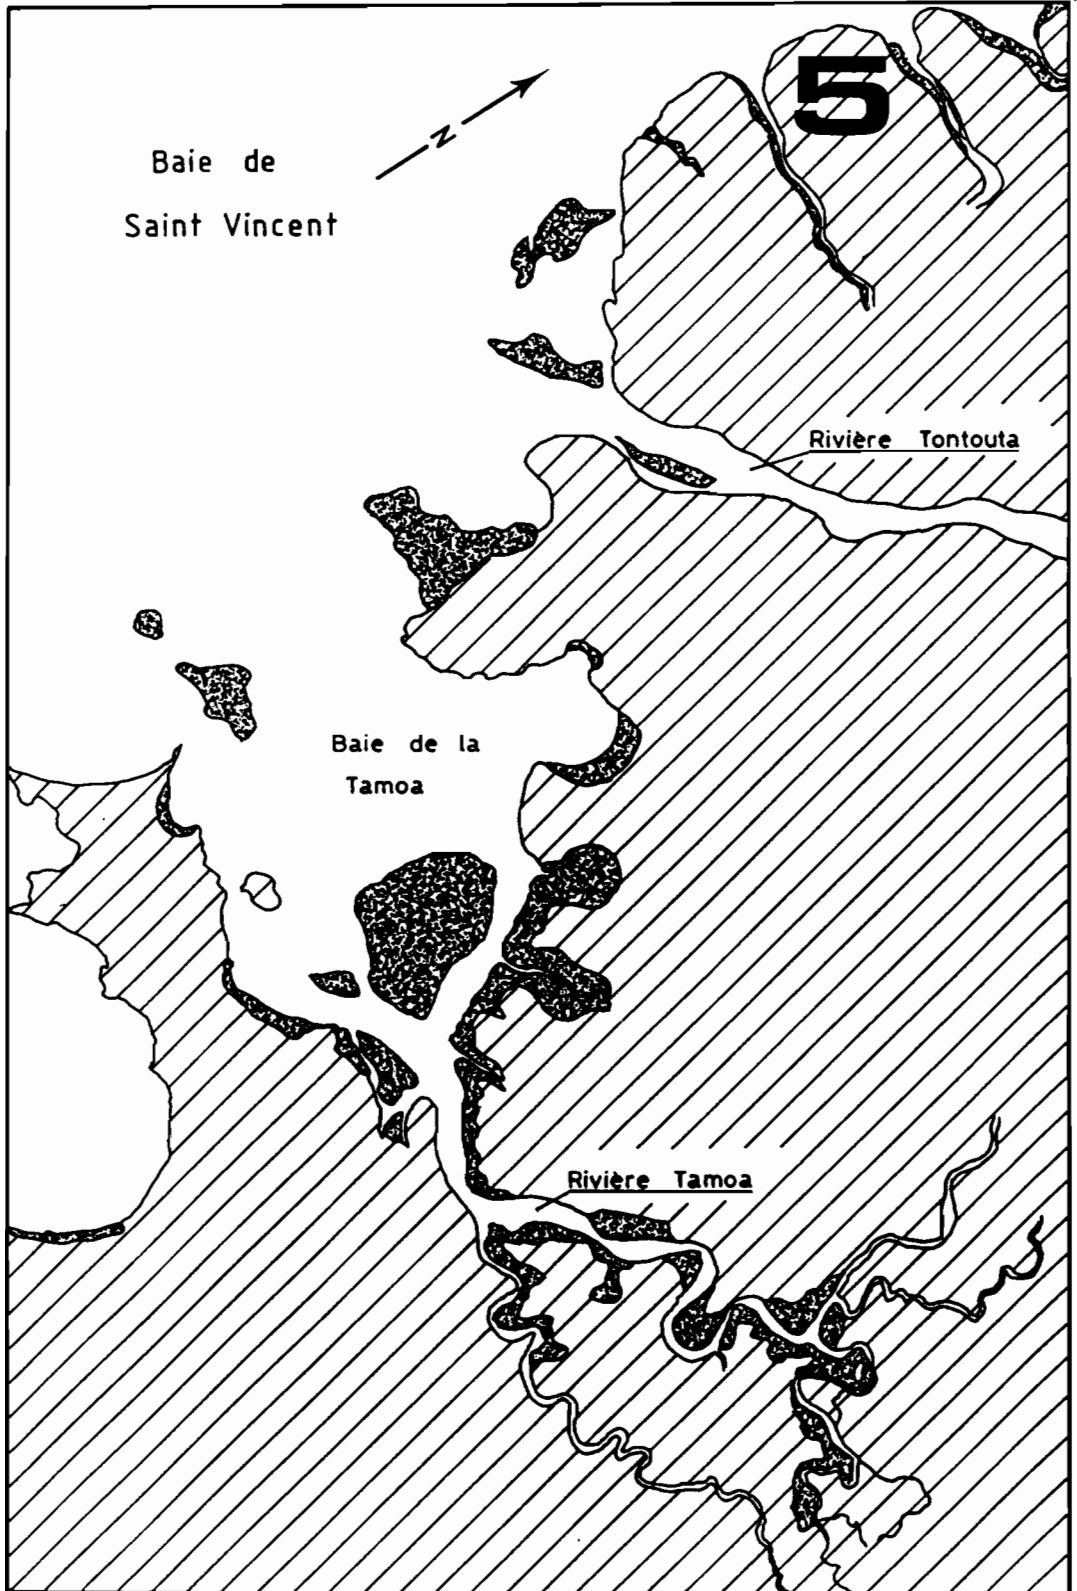 5
N
Baie de
Saint Vincent
Rivière Tontouta
Baie de la
Tamoa
Rivière Tamoa